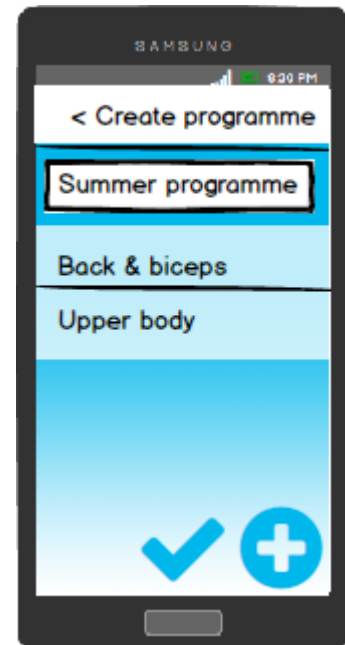 SAMSUNG
8:30 PM
< Create programme
Summer programme
Back & biceps
Upper body